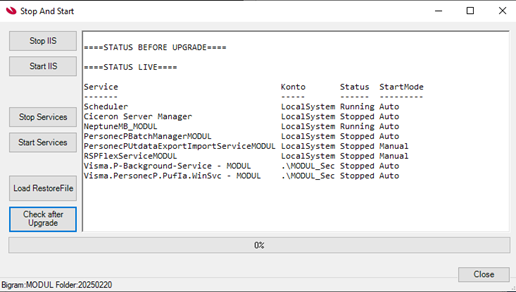 Stop And Start
Stop IIS
Start IIS
Stop Services
Start Services
Load RestoreFile
Check after
Upgrade
====STATUS BEFORE UPGRADE====
====STATUS LIVE====
Service Konto Status StartMode
------- ----- ------ ---------
Scheduler LocalSystem Running Auto
Ciceron Server Manager LocalSystem Stopped Auto
NeptuneMB_MODUL LocalSystem Running Auto
PersonecPBatchManagerMODUL LocalSystem Stopped Auto
PersonecPUtdataExportImportServiceMODUL LocalSystem Stopped Manual
RSPFlexServiceMODUL LocalSystem Stopped Manual
Visma.P-Background-Service - MODUL .\MODUL_Sec Stopped Auto
Visma.PersonecP.PufIa.WinSvc - MODUL .\MODUL_Sec Stopped Auto
0%
Close
Bigram:MODUL Folder:20250220